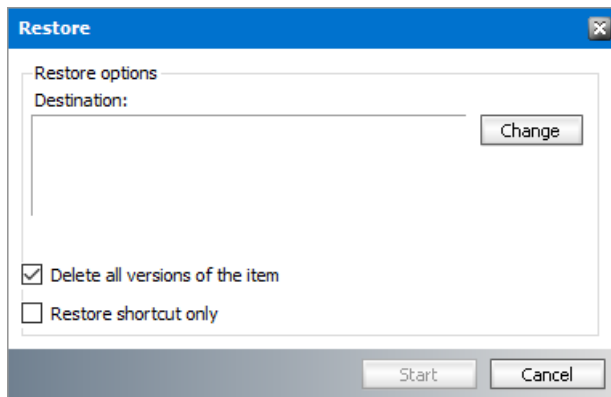 Restore
Restore options
Destination:
Change
Delete all versions of the item
Restore shortcut only
Start
Cancel